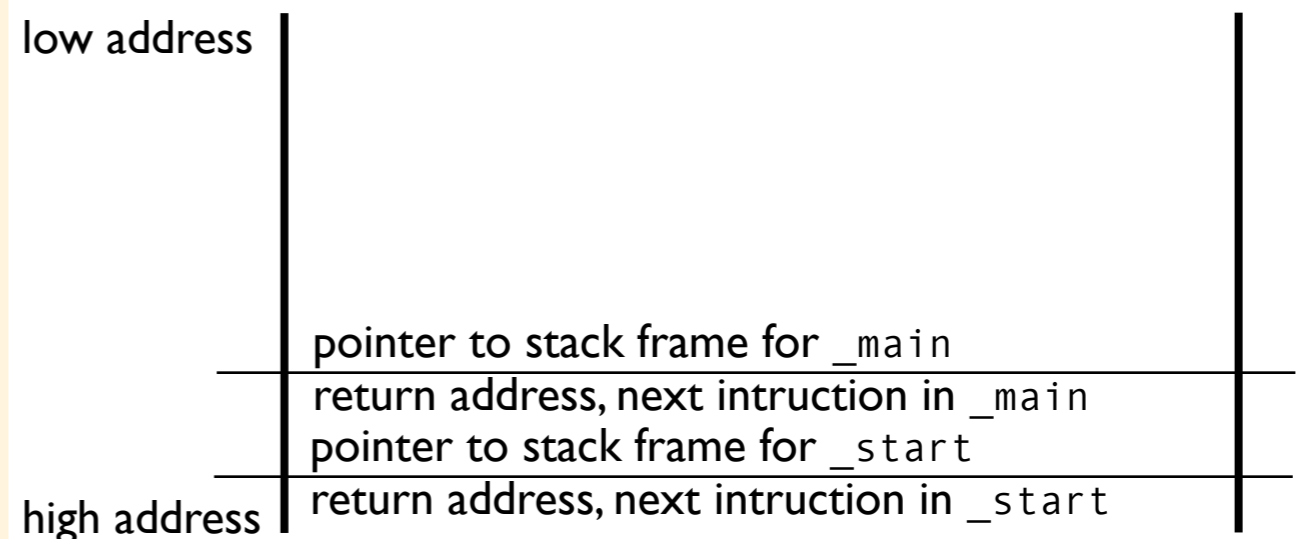 low address
pointer to stack frame for _main
return address, next intruction in _main
pointer to stack frame for _start
return address, next intruction in _start
high address